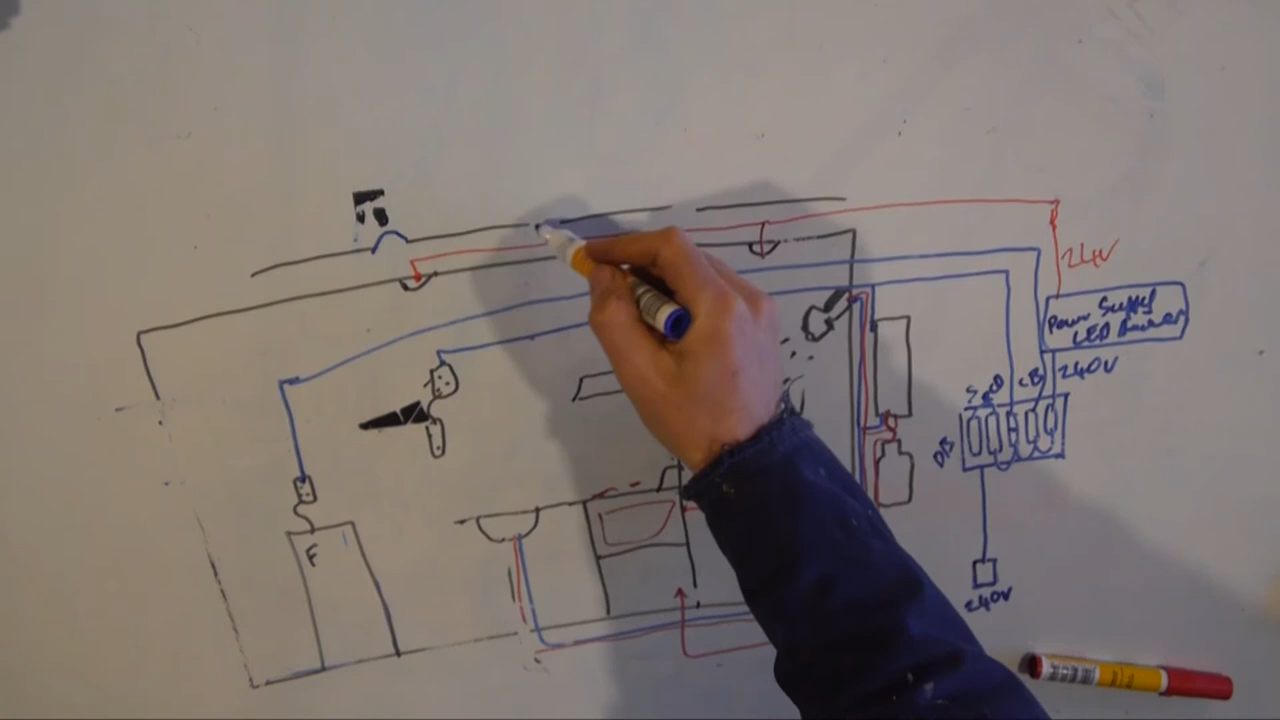 24V
Power Supply
LED Driver
240V
CB
DB
F
240V